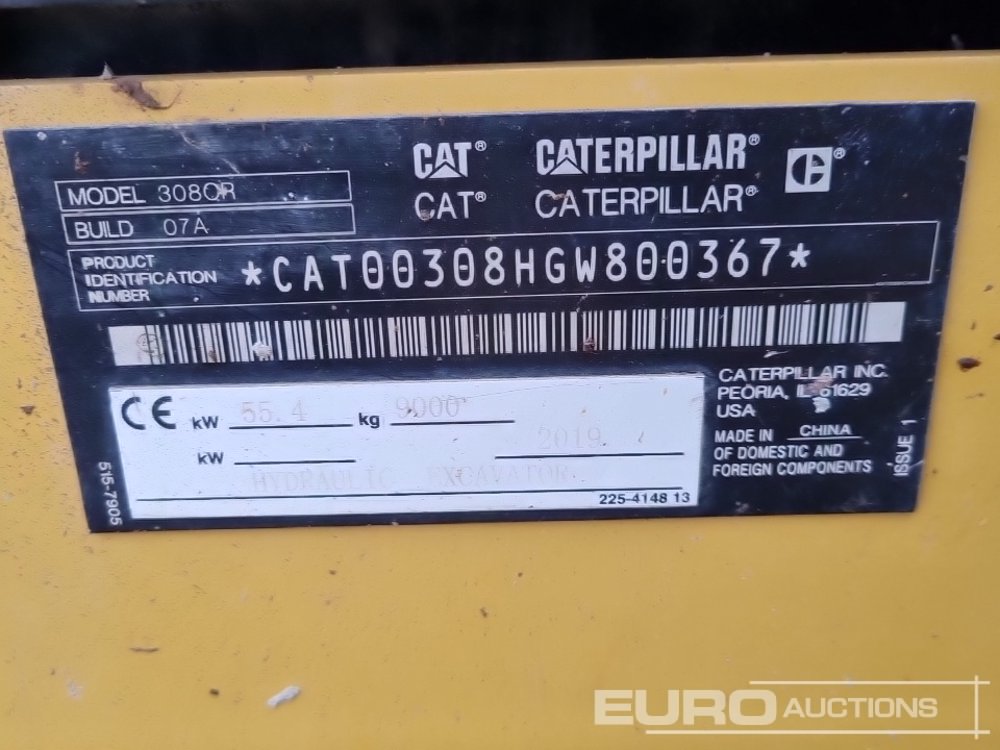 CAT® CATERPILLAR® C®
CAT® CATERPILLAR®
MODEL 308CR
BUILD 07A
PRODUCT
IDENTIFICATION
NUMBER
*CAT00308HGW800367*
CE kW 55.4 kg 9000
kW 2019
HYDRAULIC EXCAVATOR
225-4148 13
515-7905
CATERPILLAR INC.
PEORIA, IL 61629
USA
MADE IN CHINA
OF DOMESTIC AND
FOREIGN COMPONENTS
ISSUE 1
EURO AUCTIONS